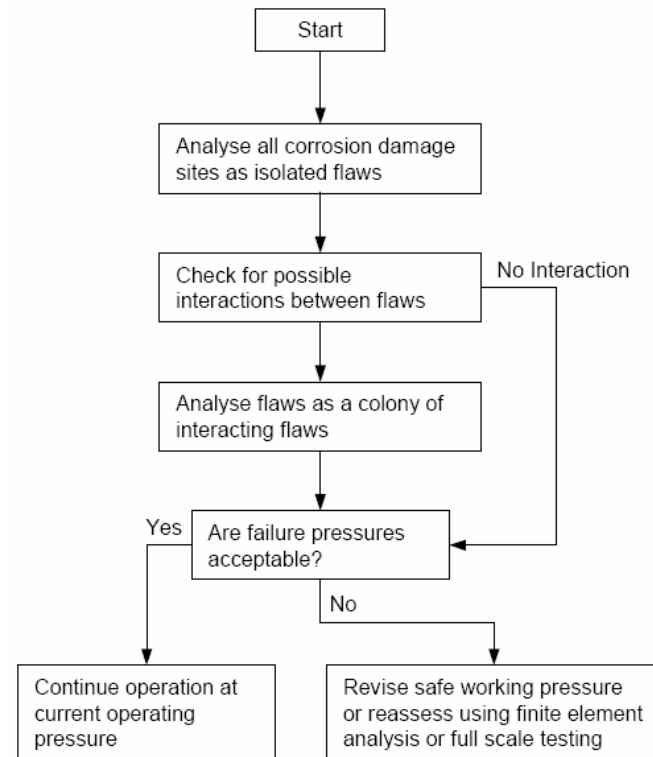 Start
Analyse all corrosion damage
sites as isolated flaws
No Interaction
Check for possible
interactions between flaws
Analyse flaws as a colony of
interacting flaws
Yes
Are failure pressures
acceptable?
No
Continue operation at
current operating
pressure
Revise safe working pressure
or reassess using finite element
analysis or full scale testing